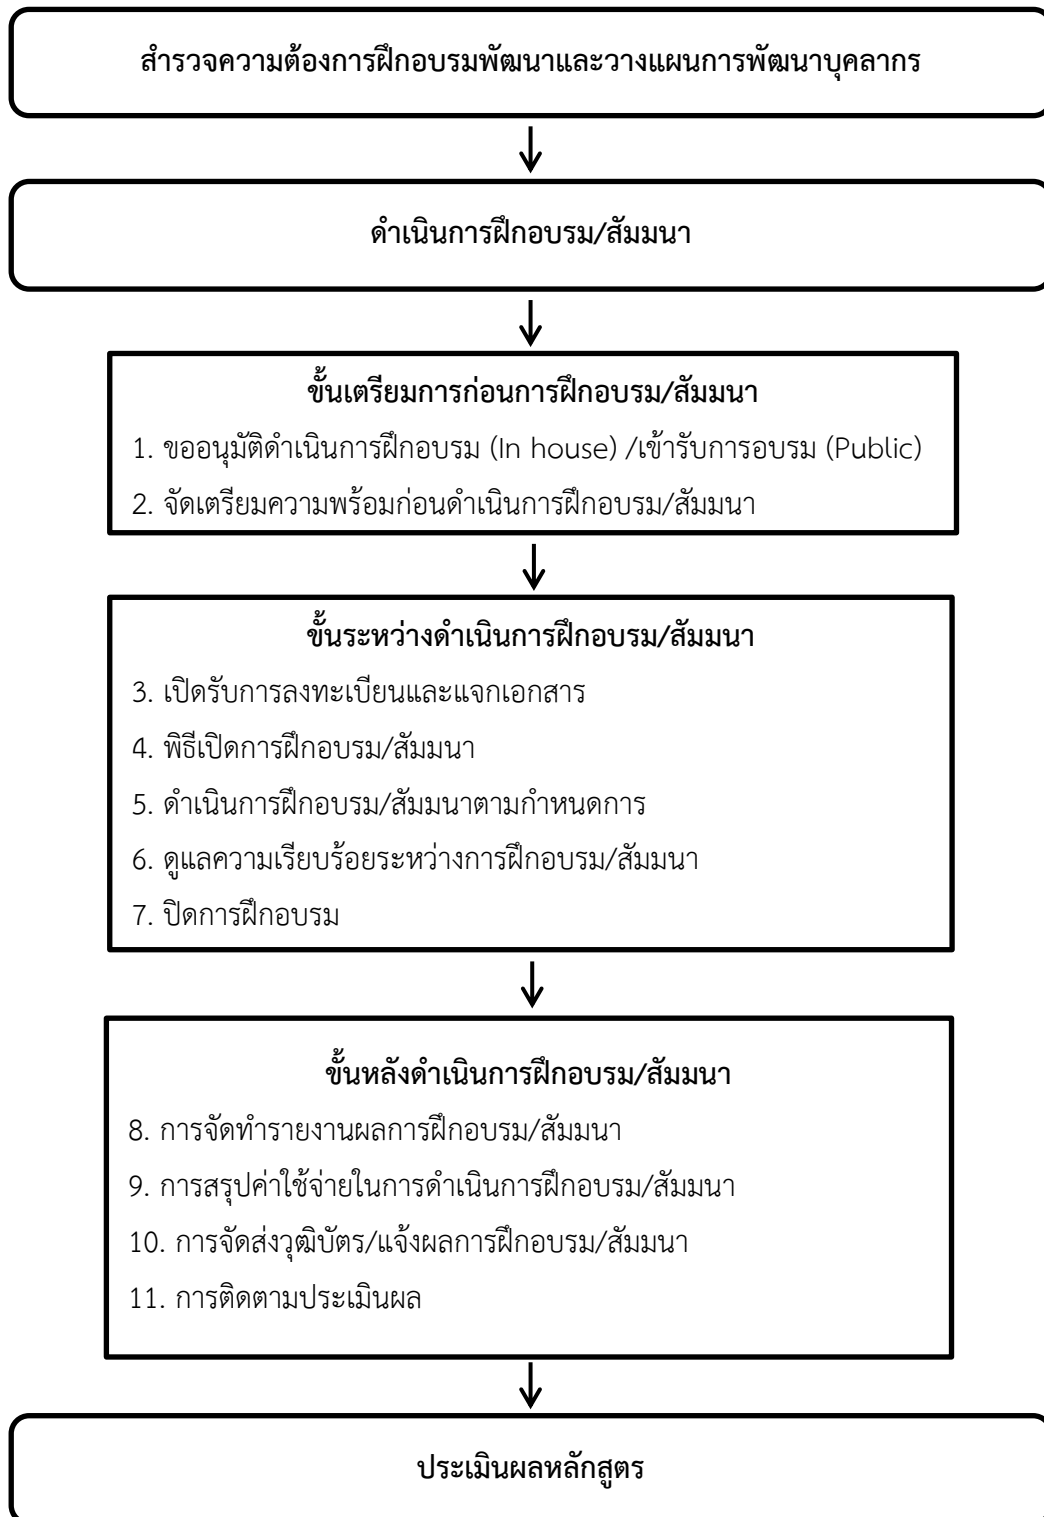 สำรวจความต้องการฝึกอบรมพัฒนาและวางแผนการพัฒนาบุคลากร
ดำเนินการฝึกอบรม/สัมมนา
ขั้นเตรียมการก่อนการฝึกอบรม/สัมมนา
1. ขออนุมัติดำเนินการฝึกอบรม (In house) /เข้ารับการอบรม (Public)
2. จัดเตรียมความพร้อมก่อนดำเนินการฝึกอบรม/สัมมนา
ขั้นระหว่างดำเนินการฝึกอบรม/สัมมนา
3. เปิดรับการลงทะเบียนและแจกเอกสาร
4. พิธีเปิดการฝึกอบรม/สัมมนา
5. ดำเนินการฝึกอบรม/สัมมนาตามกำหนดการ
6. ดูแลความเรียบร้อยระหว่างการฝึกอบรม/สัมมนา
7. ปิดการฝึกอบรม
ขั้นหลังดำเนินการฝึกอบรม/สัมมนา
8. การจัดทำรายงานผลการฝึกอบรม/สัมมนา
9. การสรุปค่าใช้จ่ายในการดำเนินการฝึกอบรม/สัมมนา
10. การจัดส่งวุฒิบัตร/แจ้งผลการฝึกอบรม/สัมมนา
11. การติดตามประเมินผล
ประเมินผลหลักสูตร